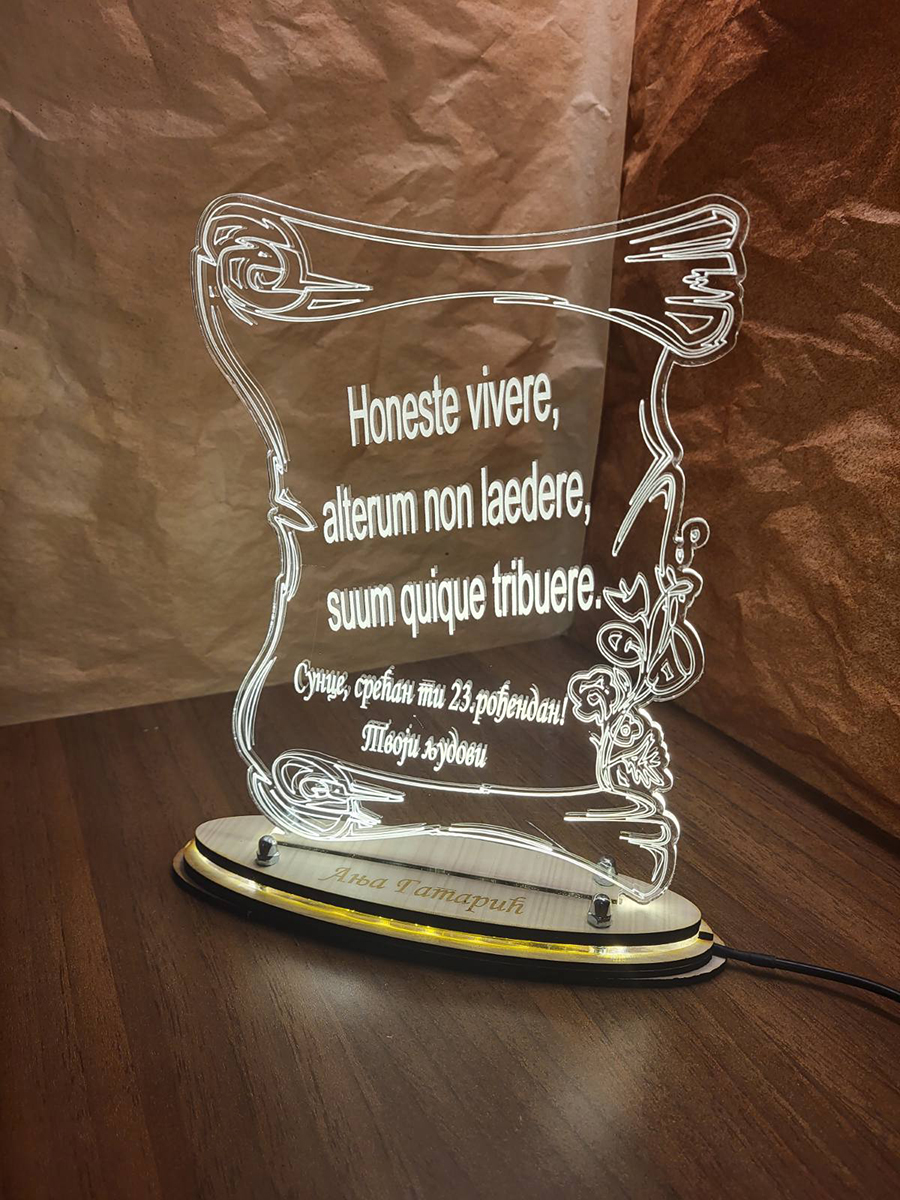 Honeste vivere,
alterum non laedere,
suum quique tribuere.
Сунце, срећан ти 23.рођендан!
Твоји људови
Ања Гатарић